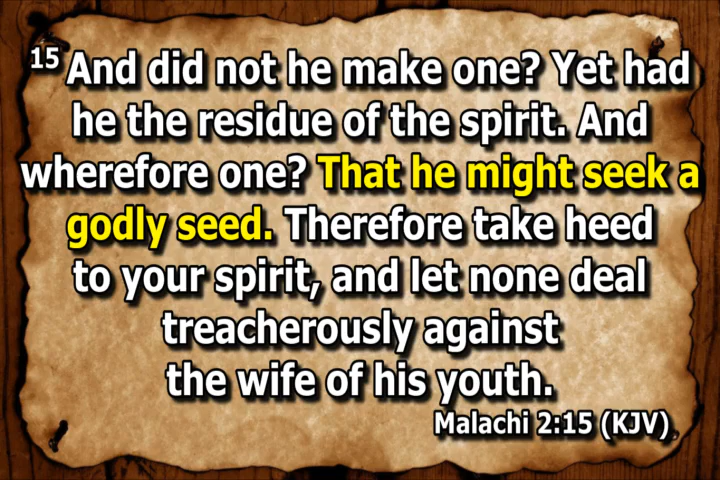 15 And did not he make one? Yet had
he the residue of the spirit. And
wherefore one? That he might seek a
godly seed. Therefore take heed
to your spirit, and let none deal
treacherously against
the wife of his youth.
Malachi 2:15 (KJV)